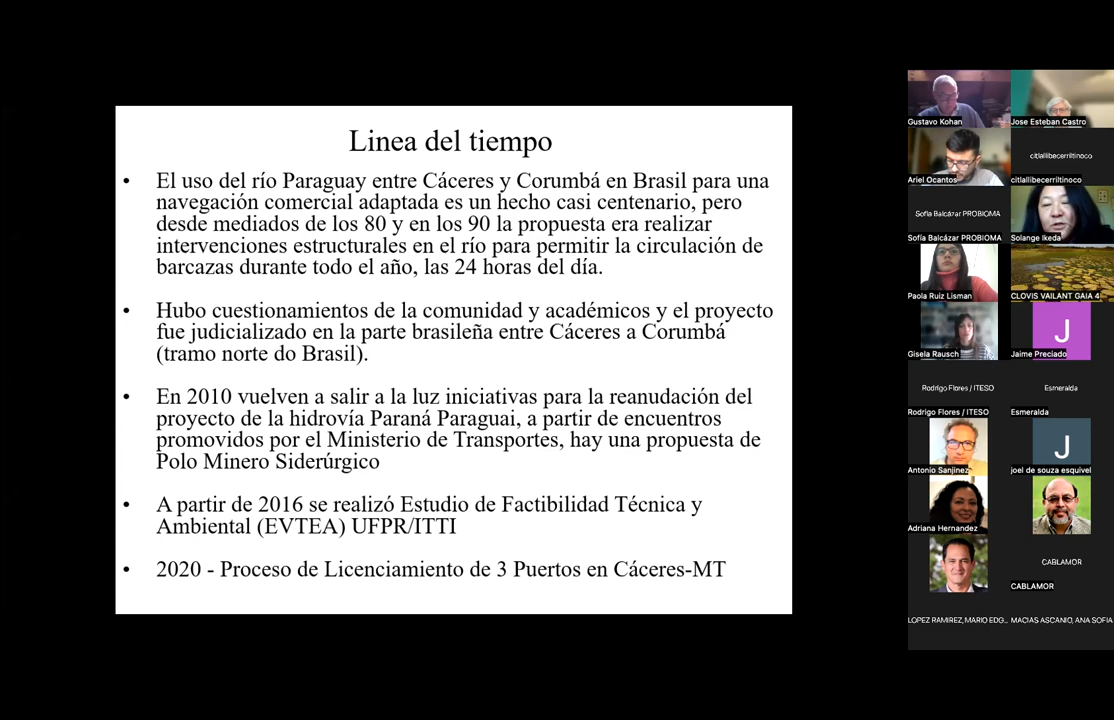 Linea del tiempo
• El uso del río Paraguay entre Cáceres y Corumbá en Brasil para una
navegación comercial adaptada es un hecho casi centenario, pero
desde mediados de los 80 y en los 90 la propuesta era realizar
intervenciones estructurales en el río para permitir la circulación de
barcazas durante todo el año, las 24 horas del día.
• Hubo cuestionamientos de la comunidad y académicos y el proyecto
fue judicializado en la parte brasileña entre Cáceres a Corumbá
(tramo norte do Brasil).
• En 2010 vuelven a salir a la luz iniciativas para la reanudación del
proyecto de la hidrovía Paraná Paraguai, a partir de encuentros
promovidos por el Ministerio de Transportes, hay una propuesta de
Polo Minero Siderúrgico
• A partir de 2016 se realizó Estudio de Factibilidad Técnica y
Ambiental (EVTEA) UFPR/ITTI
• 2020 - Proceso de Licenciamiento de 3 Puertos en Cáceres-MT
Gustavo Kohan
Jose Esteban Castro
Ariel Ocantos
citlallibecerriltinoco
citlallibecerriltinoco
Sofía Balcázar PROBIOMA
Sofía Balcázar PROBIOMA
Solange Ikeda
Paola Ruiz Lisman
CLOVIS VAILANT GAIA 4
Gisela Rausch
J
Jaime Preciado
Rodrigo Flores / ITESO
Esmeralda
Rodrigo Flores / ITESO
Esmeralda
Antonio Sanjinez
J
joel de souza esquivel
Adriana Hernandez
CABLAMOR
CABLAMOR
LOPEZ RAMIREZ, MARIO EDG...
MACIAS ASCANIO, ANA SOFIA